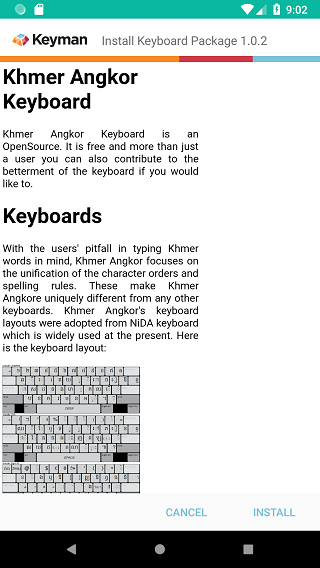 9:02
Keyman
Install Keyboard Package 1.0.2
Khmer Angkor
Keyboard
Khmer Angkor Keyboard is an
OpenSource. It is free and more than just
a user you can also contribute to the
betterment of the keyboard if you would
like to.
Keyboards
With the users' pitfall in typing Khmer
words in mind, Khmer Angkor focuses on
the unification of the character orders and
spelling rules. These make Khmer
Angkore uniquely different from any other
keyboards. Khmer Angkor's keyboard
layouts were adopted from NiDA keyboard
which is widely used at the present. Here
is the keyboard layout:
CANCEL
INSTALL